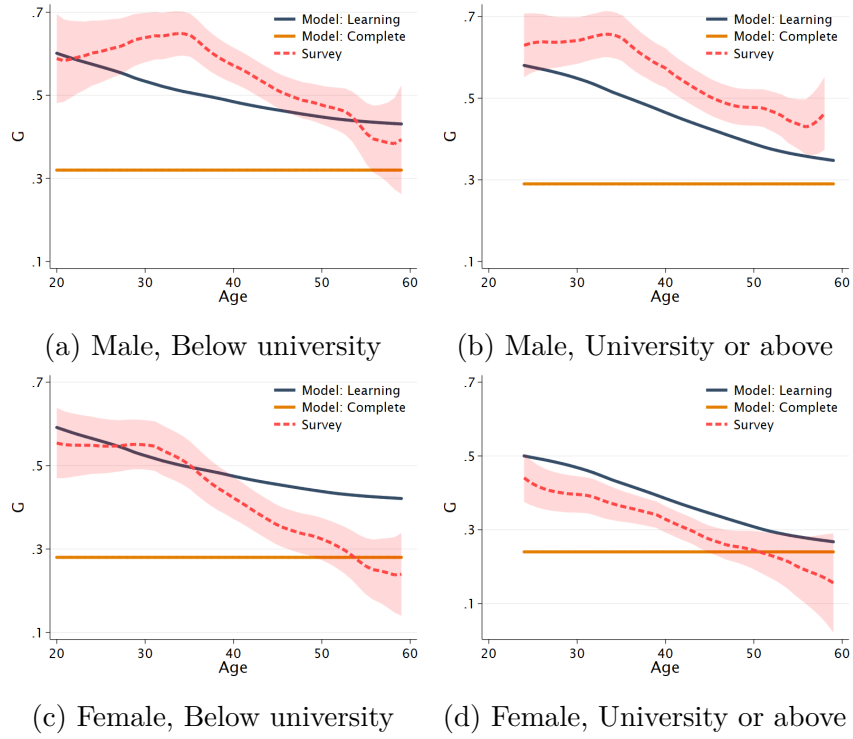 .7
.5
.3
.1
G
Model: Learning
Model: Complete
Survey
20 30 40 50 60
Age
(a) Male, Below university
.7
.5
.3
.1
G
Model: Learning
Model: Complete
Survey
20 30 40 50 60
Age
(b) Male, University or above
.7
.5
.3
.1
G
Model: Learning
Model: Complete
Survey
20 30 40 50 60
Age
(c) Female, Below university
.7
.5
.3
.1
G
Model: Learning
Model: Complete
Survey
20 30 40 50 60
Age
(d) Female, University or above